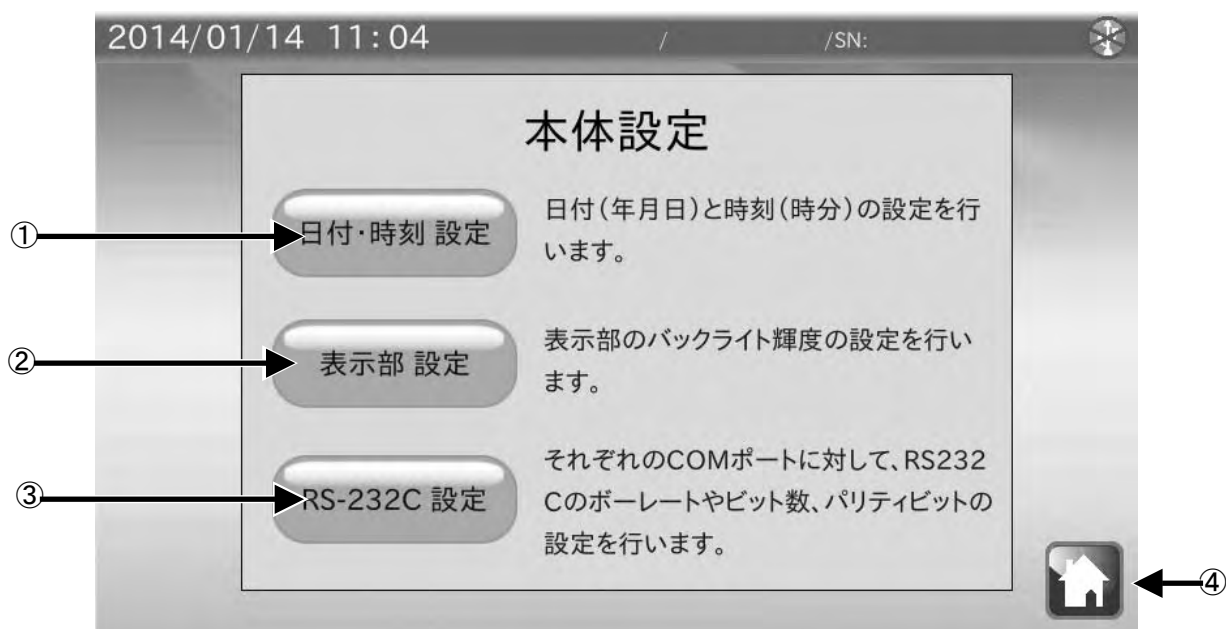 2014/01/14 11:04 / /SN:
本体設定
① 日付・時刻 設定
日付(年月日)と時刻(時分)の設定を行
います。
② 表示部 設定
表示部のバックライト輝度の設定を行い
ます。
③ RS-232C 設定
それぞれのCOMポートに対して、RS232
Cのボーレートやビット数、パリティビットの
設定を行います。
④